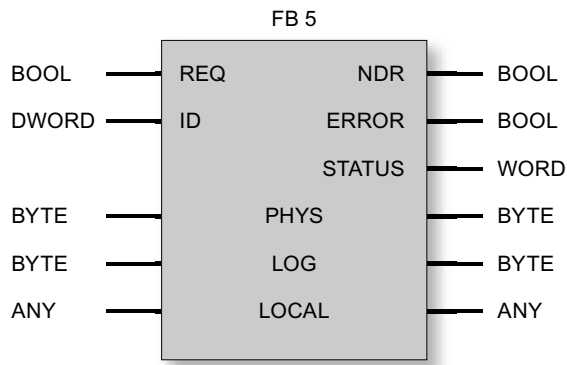 FB 5
BOOL REQ NDR BOOL
DWORD ID ERROR BOOL
STATUS WORD
BYTE PHYS BYTE
BYTE LOG BYTE
ANY LOCAL ANY